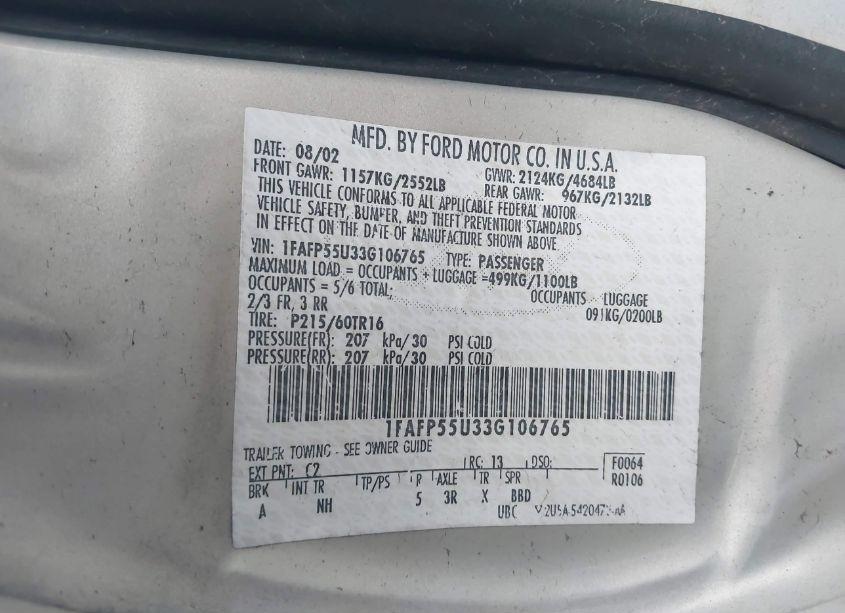 MFD. BY FORD MOTOR CO. IN U.S.A.
DATE: 08/02 GVWR: 2124KG/4684LB
FRONT GAWR: 1157KG/2552LB REAR GAWR: 967KG/2132LB
THIS VEHICLE CONFORMS TO ALL APPLICABLE FEDERAL MOTOR
VEHICLE SAFETY, BUMPER, AND THEFT PREVENTION STANDARDS
IN EFFECT ON THE DATE OF MANUFACTURE SHOWN ABOVE
VIN: 1FAFP55U33G106765 TYPE: PASSENGER
MAXIMUM LOAD = OCCUPANTS + LUGGAGE =499KG/1100LB
OCCUPANTS = 5/6 TOTAL; OCCUPANTS LUGGAGE
2/3 FR, 3 RR 091KG/0200LB
TIRE: P215/60TR16
PRESSURE(FR): 207 kPa/30 PSI COLD
PRESSURE(RR): 207 kPa/30 PSI COLD
1FAFP55U33G106765
TRAILER TOWING - SEE OWNER GUIDE
EXT PNT: C2 RC: 13 DSO: F0064
BRK INT TR TP/PS R AXLE TR SPR R0106
A NH 5 3R X BBD
UBC